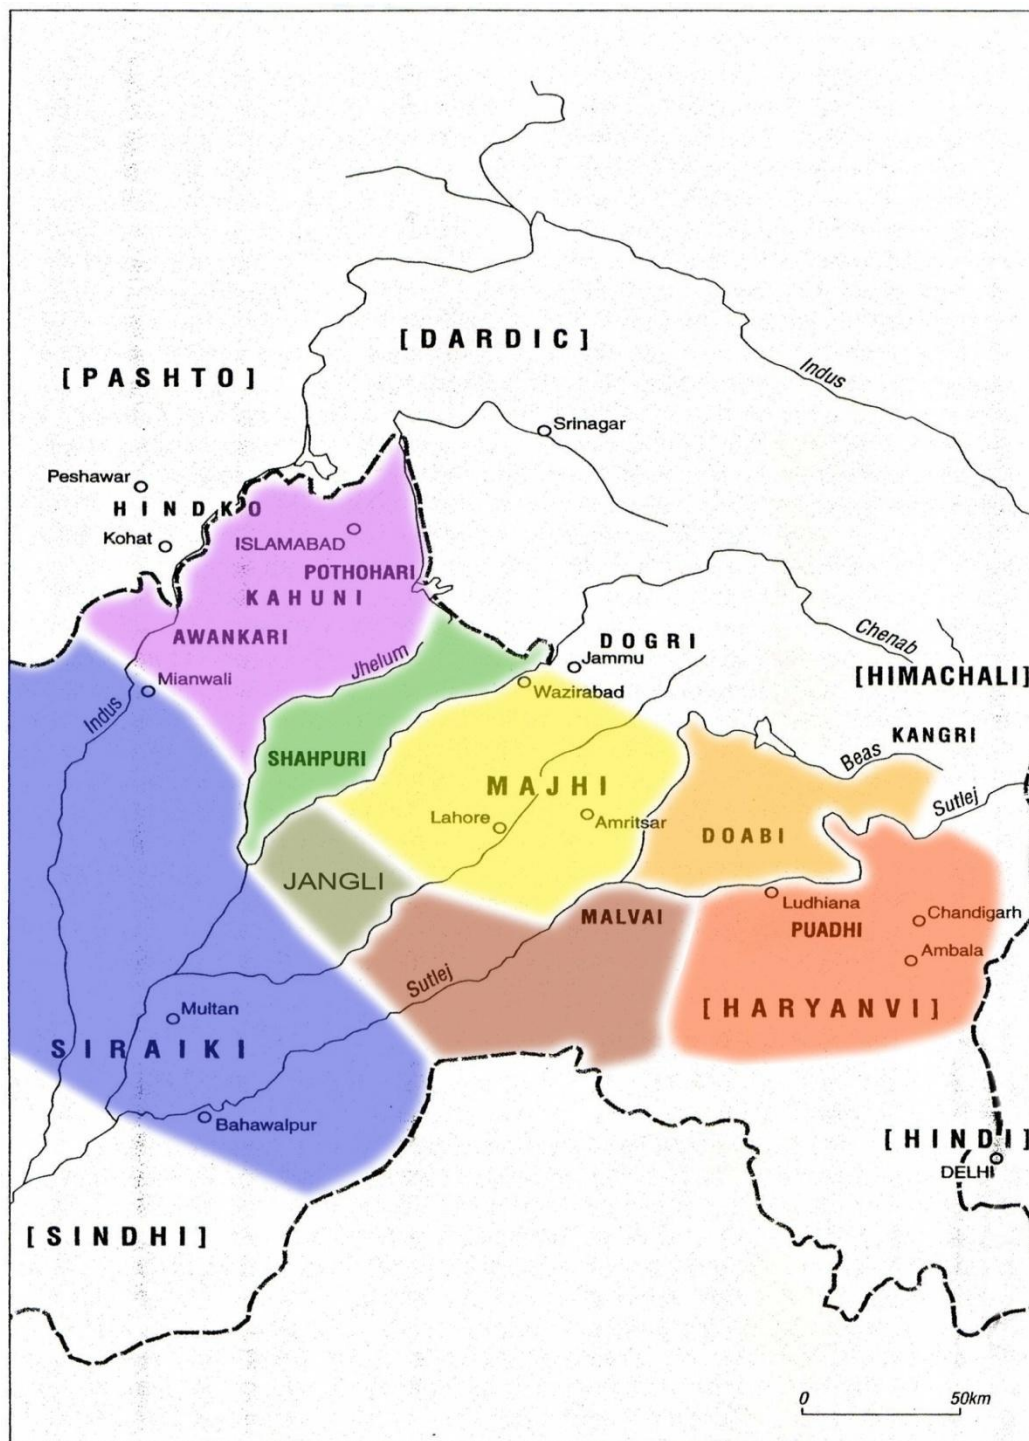 [DARDIC]
[PASHTO]
Indus
Srinagar
Peshawar
HINDKO
Kohat
ISLAMABAD
POTHOHARI
KAHUNI
AWANKARI
DOGRI
Chenab
Jhelum
Jammu
[HIMACHALI]
Mianwali
Wazirabad
Indus
KANGRI
SHAHPURI
Beas
MAJHI
Sutlej
Lahore
Amritsar
DOABI
JANGLI
MALVAI
Ludhiana
Chandigarh
PUADHI
Ambala
Sutlej
Multan
[HARYANVI]
SIRAIKI
Bahawalpur
[HINDI]
DELHI
[SINDHI]
0 50km